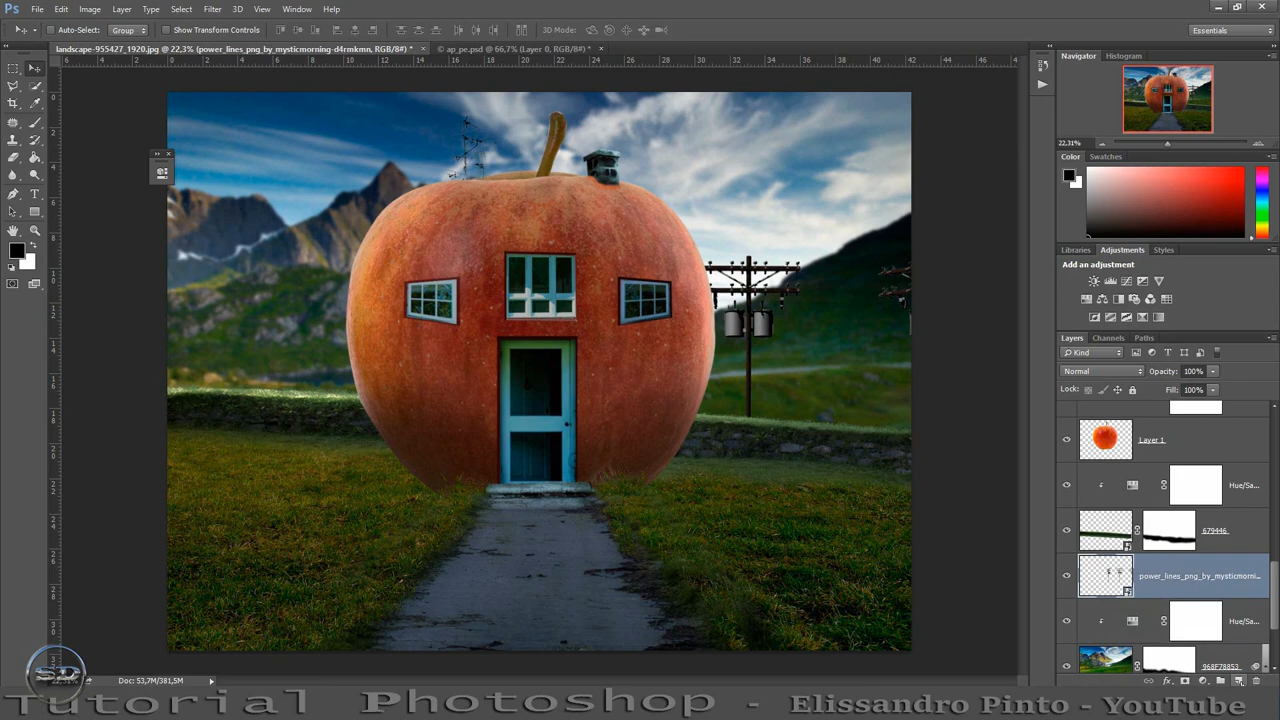 Ps File Edit Image Layer Type Select Filter 3D View Window Help
Auto-Select: Group Show Transform Controls 3D Mode: Essentials
landscape-955427_1920.jpg @ 22,3% (power_lines_png_by_mysticmorning-d4rmkmn, RGB/8#) * × © ap_pe.psd @ 66,7% (Layer 0, RGB/8#) * ×
Navigator Histogram
22,31%
Color Swatches
Libraries Adjustments Styles
Add an adjustment
Layers Channels Paths
Kind
Normal Opacity: 100%
Lock: Fill: 100%
Layer 1
Hue/Sa...
679446
power_lines_png_by_mysticmorni...
Hue/Sa...
968F78853
Doc: 53,7M/381,5M
SD
Tutorial Photoshop - Elissandro Pinto - YouTube